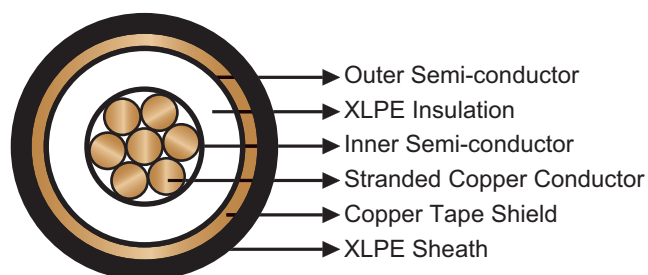 Outer Semi-conductor
XLPE Insulation
Inner Semi-conductor
Stranded Copper Conductor
Copper Tape Shield
XLPE Sheath